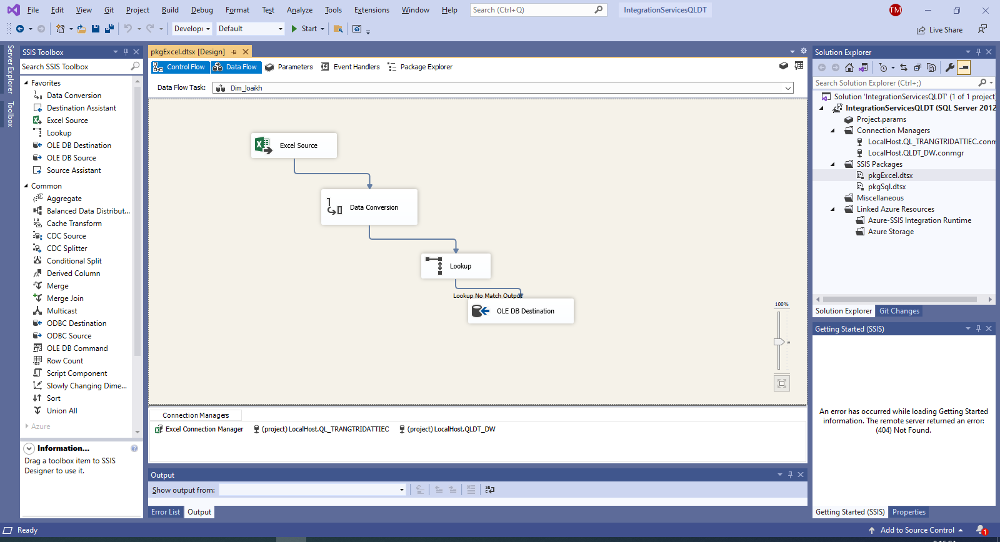 File Edit View Git Project Build Debug Format Test Analyze Tools Extensions Window Help Search (Ctrl+Q) IntegrationServicesQLDT TM
Developı Default Start Live Share
Server Explorer
Toolbox
SSIS Toolbox
Search SSIS Toolbox
Favorites
Data Conversion
Destination Assistant
Excel Source
Lookup
OLE DB Destination
OLE DB Source
Source Assistant
Common
Aggregate
Balanced Data Distribut...
Cache Transform
CDC Source
CDC Splitter
Conditional Split
Derived Column
Merge
Merge Join
Multicast
ODBC Destination
ODBC Source
OLE DB Command
Row Count
Script Component
Slowly Changing Dime...
Sort
Union All
Azure
Information...
Drag a toolbox item to SSIS
Designer to use it.
pkgExcel.dtsx [Design]
Control Flow Data Flow Parameters Event Handlers Package Explorer
Data Flow Task: Dim_loaikh
Excel Source
Data Conversion
Lookup
Lookup No Match Output
OLE DB Destination
100%
Connection Managers
Excel Connection Manager (project) LocalHost.QL_TRANGTRIDATTIEC (project) LocalHost.QLDT_DW
Output
Show output from:
Error List Output
Solution Explorer
Search Solution Explorer (Ctrl+;)
Solution 'IntegrationServicesQLDT' (1 of 1 project
IntegrationServicesQLDT (SQL Server 2012
Project.params
Connection Managers
LocalHost.QL_TRANGTRIDATTIEC.conn
LocalHost.QLDT_DW.conmgr
SSIS Packages
pkgExcel.dtsx
pkgSql.dtsx
Miscellaneous
Linked Azure Resources
Azure-SSIS Integration Runtime
Azure Storage
Solution Explorer Git Changes
Getting Started (SSIS)
An error has occurred while loading Getting Started
information. The remote server returned an error:
(404) Not Found.
Getting Started (SSIS) Properties
Ready Add to Source Control 1